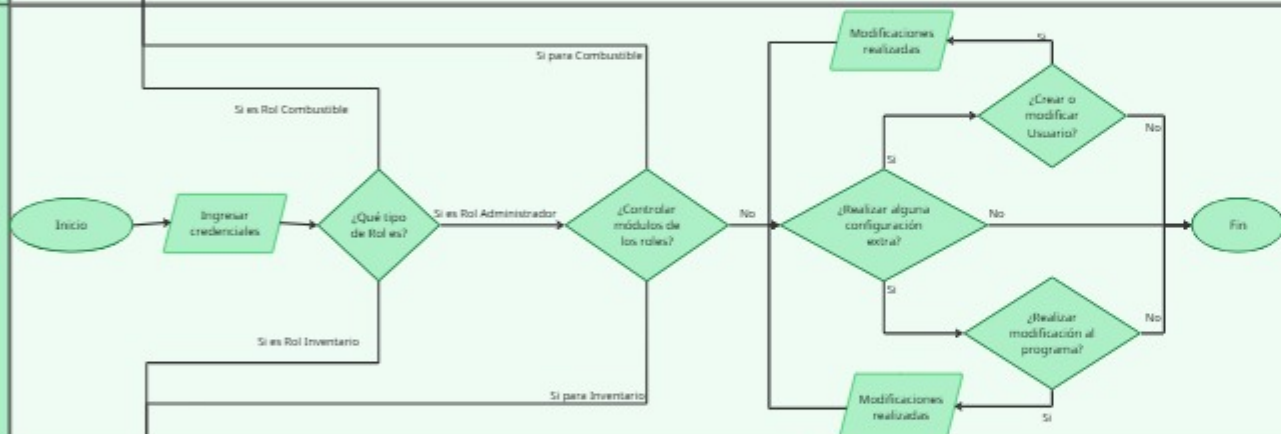 Modificaciones
realizadas
Si
Si para Combustible
¿Crear o
modificar
Usuario?
Si es Rol Combustible
No
Si
Inicio
Ingresar
credenciales
¿Qué tipo
de Rol es?
Si es Rol Administrador
¿Controlar
módulos de
los roles?
No
¿Realizar alguna
configuración
extra?
No
Fin
Si
¿Realizar
modificación al
programa?
No
Si es Rol Inventario
Si para Inventario
Modificaciones
realizadas
Si